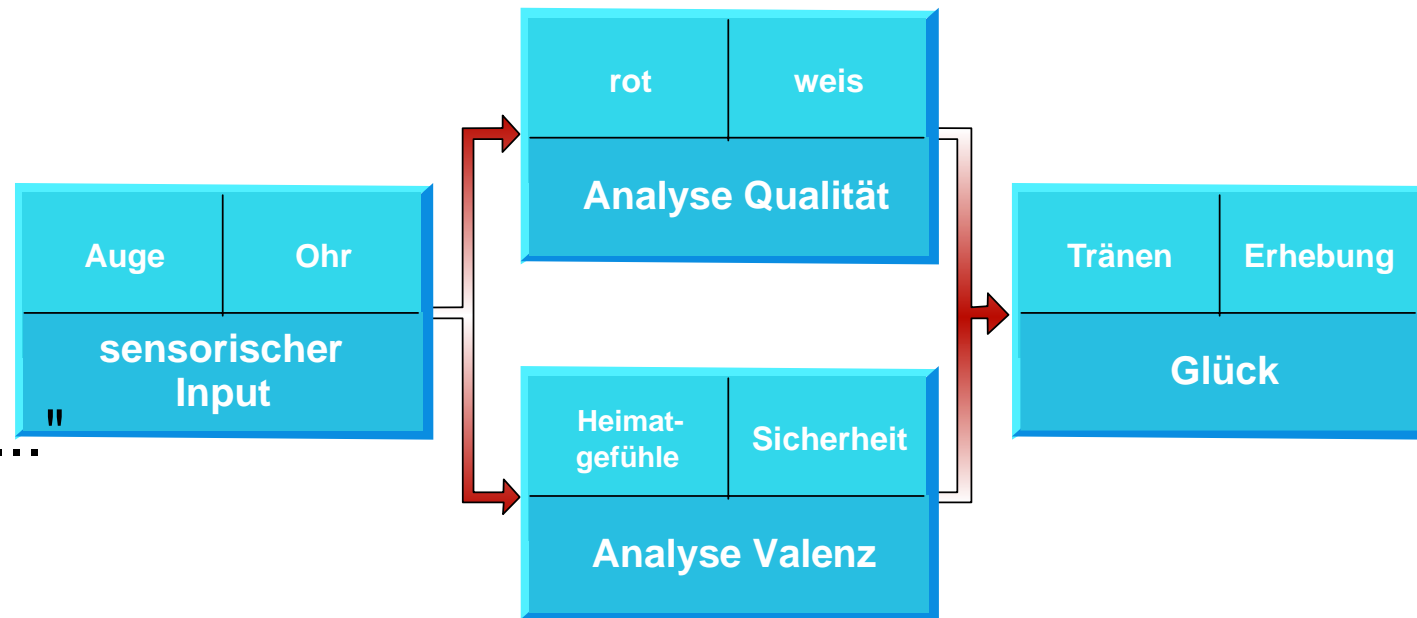 rot weis
Analyse Qualität
Auge Ohr
sensorischer
Input
"
...
Heimat-
gefühle
Sicherheit
Analyse Valenz
Tränen Erhebung
Glück